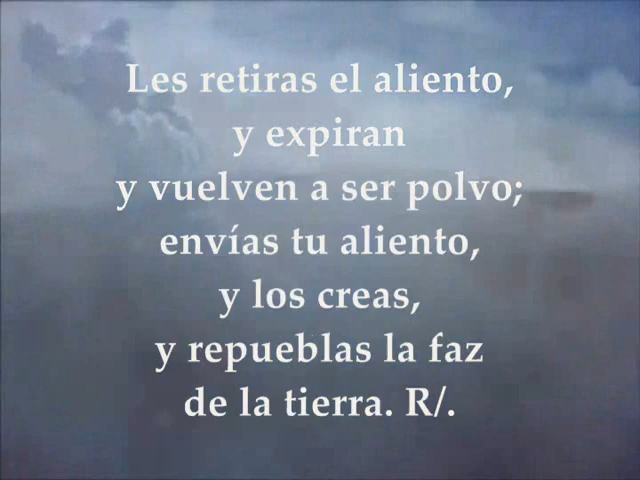 Les retiras el aliento,
y expiran
y vuelven a ser polvo;
envías tu aliento,
y los creas,
y repueblas la faz
de la tierra. R/.